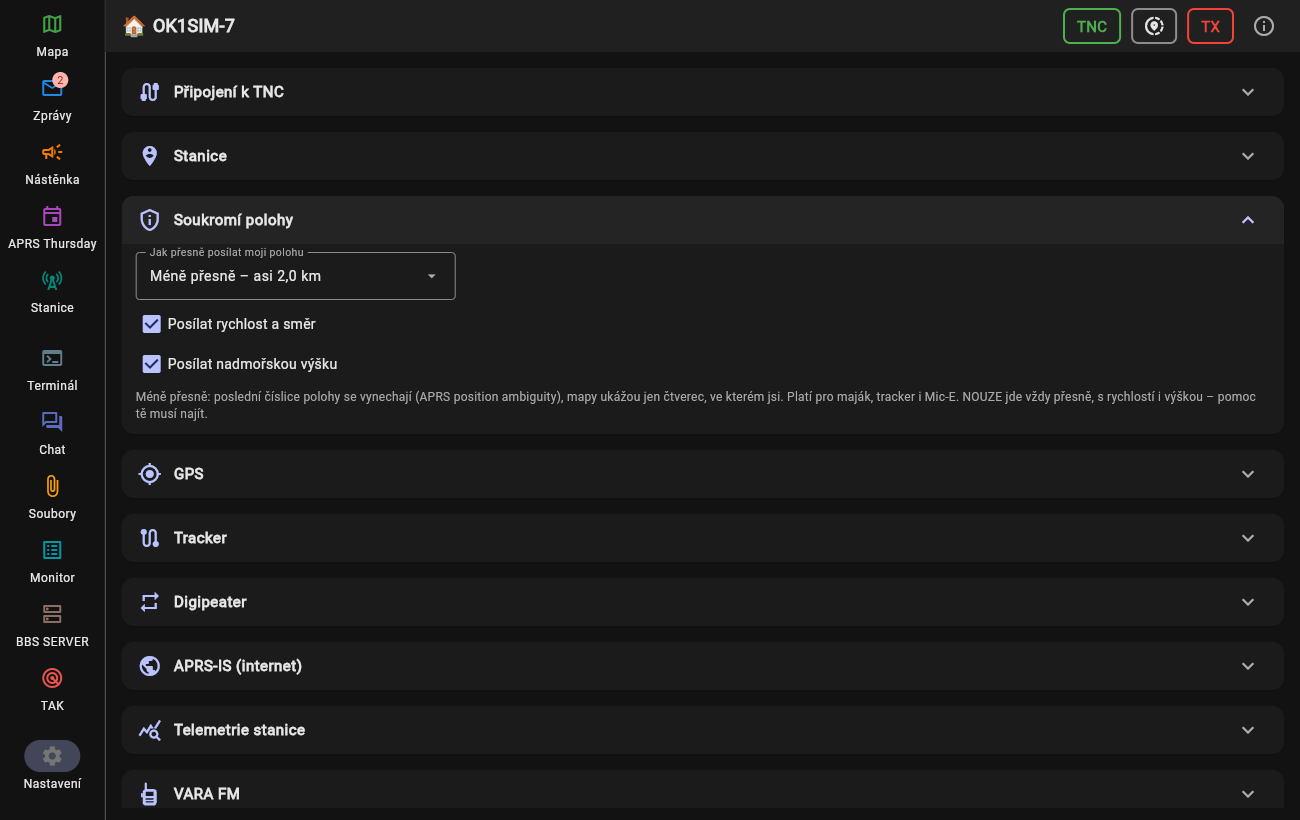 Mapa
2
Zprávy
Nástěnka
APRS Thursday
Stanice
Terminál
Chat
Soubory
Monitor
BBS SERVER
TAK
Nastavení
OK1SIM-7
TNC
TX
Připojení k TNC
Stanice
Soukromí polohy
Jak přesně posílat moji polohu
Méně přesně – asi 2,0 km
Posílat rychlost a směr
Posílat nadmořskou výšku
Méně přesně: poslední číslice polohy se vynechají (APRS position ambiguity), mapy ukážou jen čtverec, ve kterém jsi. Platí pro maják, tracker i Mic-E. NOUZE jde vždy přesně, s rychlostí i výškou – pomoc
tě musí najít.
GPS
Tracker
Digipeater
APRS-IS (internet)
Telemetrie stanice
VARA FM